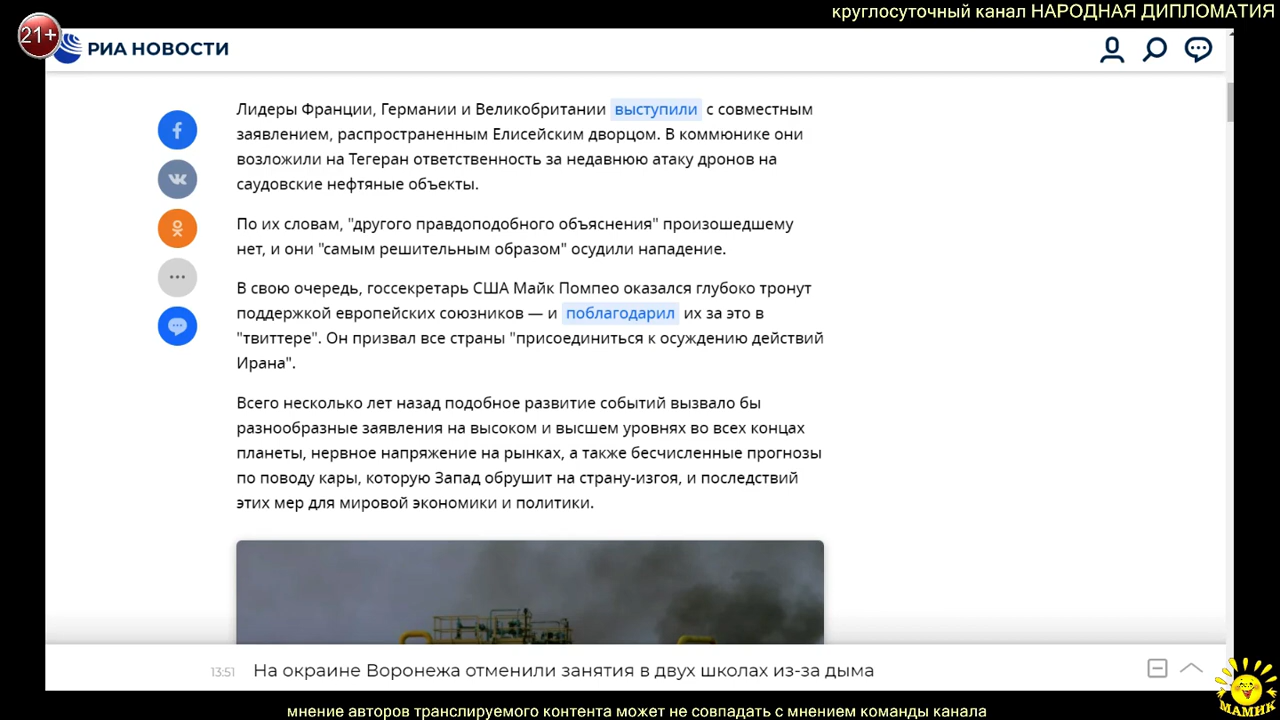 круглосуточный канал НАРОДНАЯ ДИПЛОМАТИЯ
21+
РИА НОВОСТИ
Лидеры Франции, Германии и Великобритании выступили с совместным
заявлением, распространенным Елисейским дворцом. В коммюнике они
возложили на Тегеран ответственность за недавнюю атаку дронов на
саудовские нефтяные объекты.
По их словам, "другого правдоподобного объяснения" произошедшему
нет, и они "самым решительным образом" осудили нападение.
В свою очередь, госсекретарь США Майк Помпео оказался глубоко тронут
поддержкой европейских союзников — и поблагодарил их за это в
"твиттере". Он призвал все страны "присоединиться к осуждению действий
Ирана".
Всего несколько лет назад подобное развитие событий вызвало бы
разнообразные заявления на высоком и высшем уровнях во всех концах
планеты, нервное напряжение на рынках, а также бесчисленные прогнозы
по поводу кары, которую Запад обрушит на страну-изгоя, и последствий
этих мер для мировой экономики и политики.
13:51 На окраине Воронежа отменили занятия в двух школах из-за дыма
МАМИК
мнение авторов транслируемого контента может не совпадать с мнением команды канала